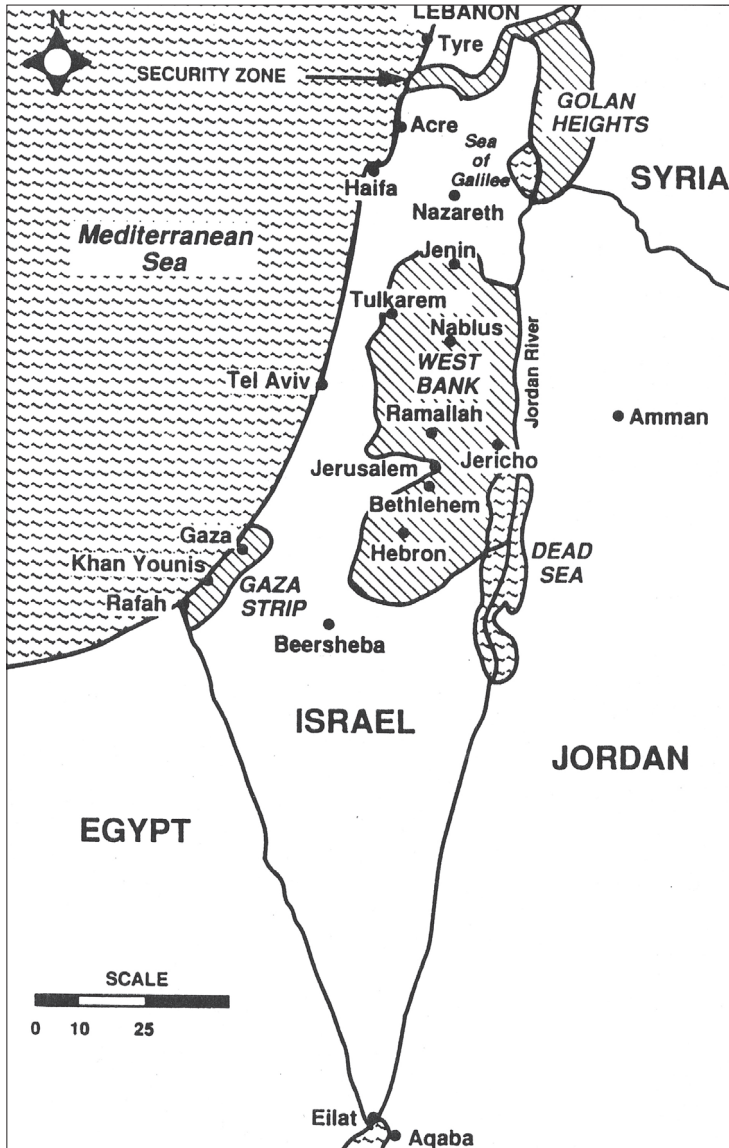 N
LEBANON
Tyre
SECURITY ZONE
GOLAN
HEIGHTS
Acre
Sea
of
Galilee
SYRIA
Haifa
Nazareth
Mediterranean
Sea
Jenin
Tulkarem
Nablus
WEST
BANK
Jordan River
Tel Aviv
Ramallah
Amman
Jerusalem
Jericho
Bethlehem
Gaza
Hebron
DEAD
SEA
Khan Younis
GAZA
STRIP
Rafah
Beersheba
ISRAEL
JORDAN
EGYPT
SCALE
0 10 25
Eilat
Aqaba